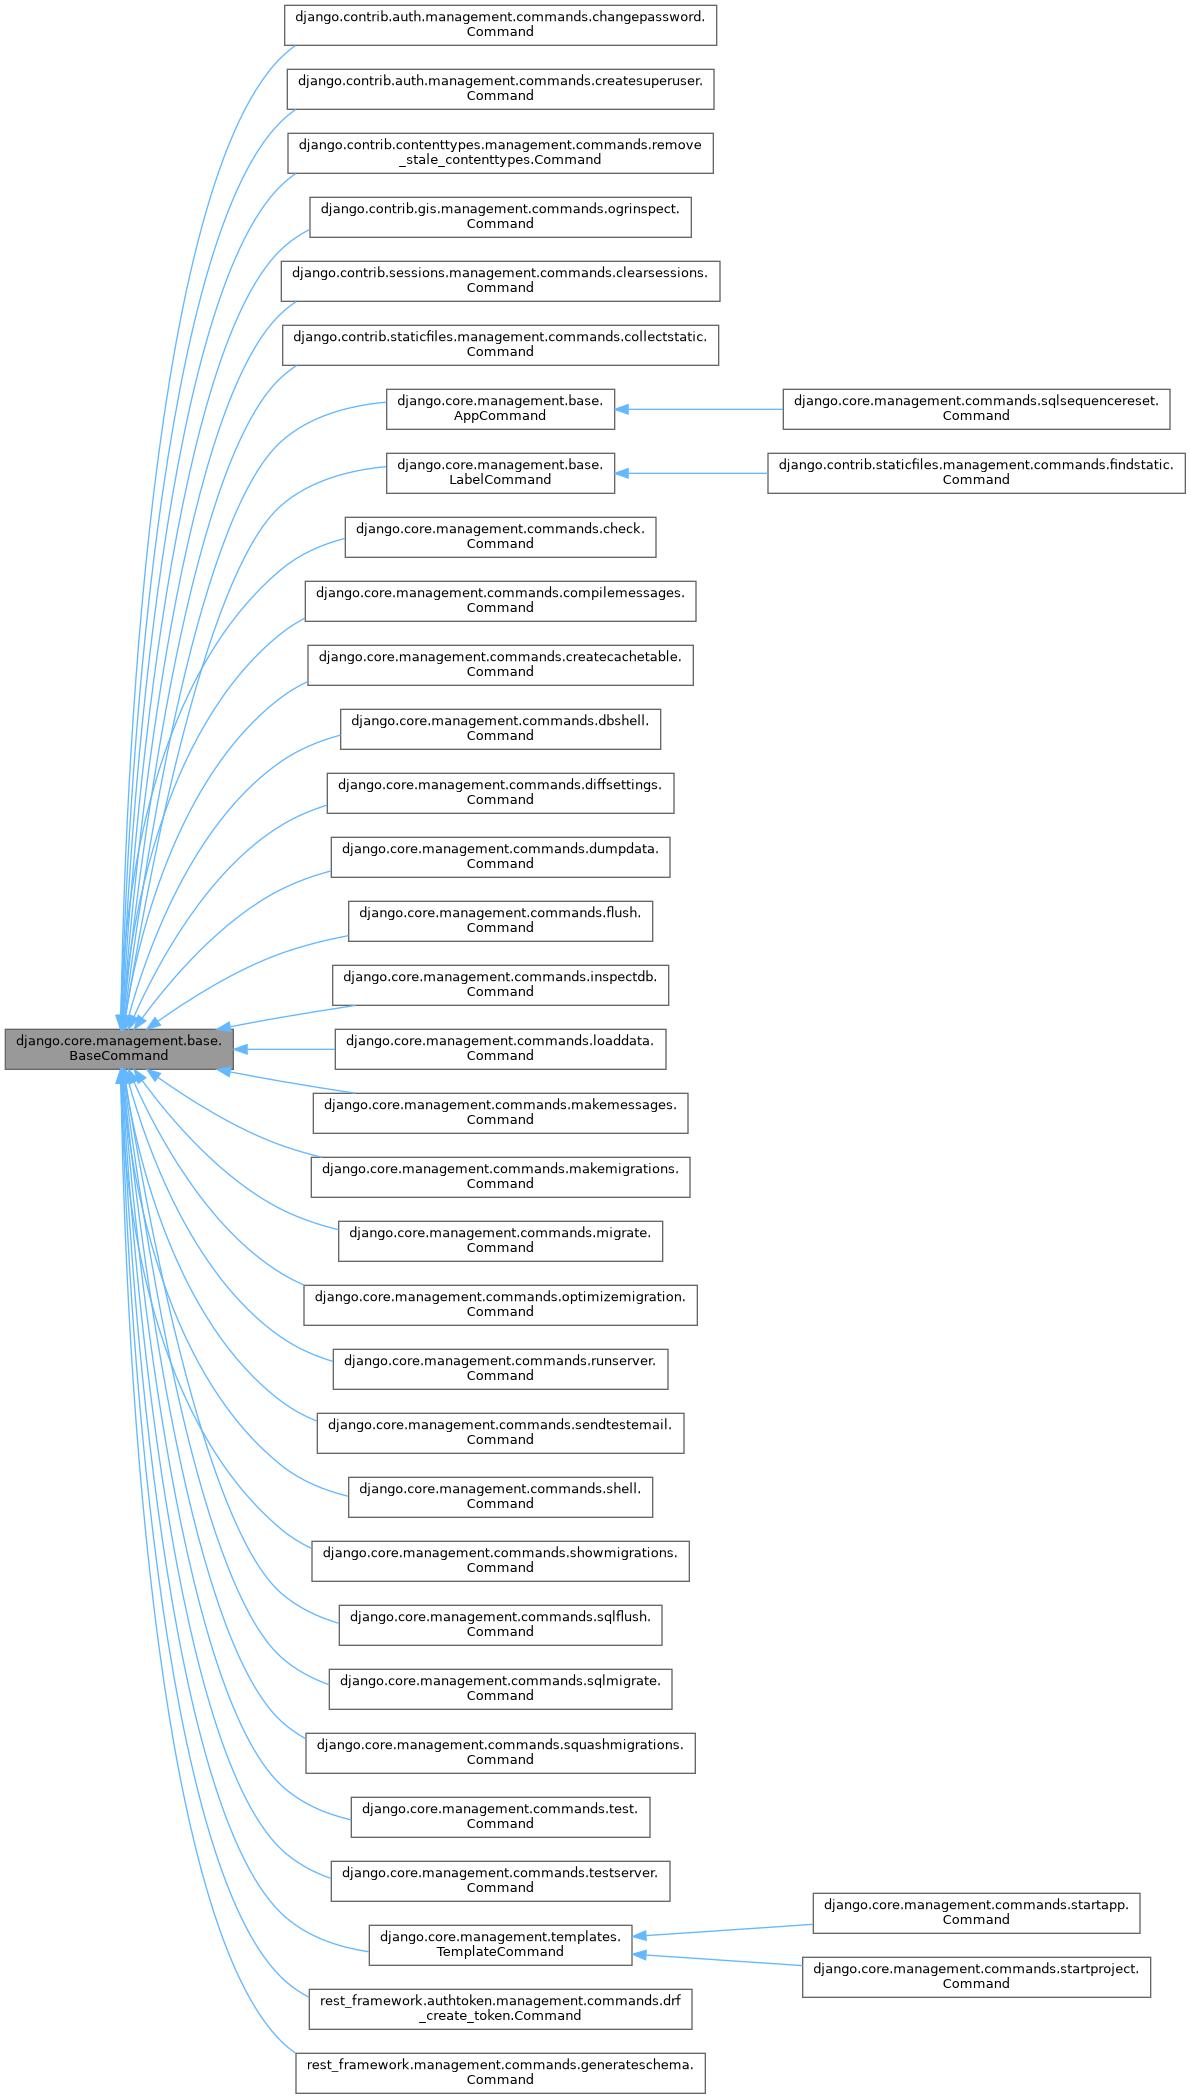 django.contrib.auth.management.commands.changepassword.
Command
django.contrib.auth.management.commands.createsuperuser.
Command
django.contrib.contenttypes.management.commands.remove
_stale_contenttypes.Command
django.contrib.gis.management.commands.ogrinspect.
Command
django.contrib.sessions.management.commands.clearsessions.
Command
django.contrib.staticfiles.management.commands.collectstatic.
Command
django.core.management.base.
AppCommand
django.core.management.commands.sqlsequencereset.
Command
django.core.management.base.
LabelCommand
django.contrib.staticfiles.management.commands.findstatic.
Command
django.core.management.commands.check.
Command
django.core.management.commands.compilemessages.
Command
django.core.management.commands.createcachetable.
Command
django.core.management.commands.dbshell.
Command
django.core.management.commands.diffsettings.
Command
django.core.management.commands.dumpdata.
Command
django.core.management.commands.flush.
Command
django.core.management.commands.inspectdb.
Command
django.core.management.base.
BaseCommand
django.core.management.commands.loaddata.
Command
django.core.management.commands.makemessages.
Command
django.core.management.commands.makemigrations.
Command
django.core.management.commands.migrate.
Command
django.core.management.commands.optimizemigration.
Command
django.core.management.commands.runserver.
Command
django.core.management.commands.sendtestemail.
Command
django.core.management.commands.shell.
Command
django.core.management.commands.showmigrations.
Command
django.core.management.commands.sqlflush.
Command
django.core.management.commands.sqlmigrate.
Command
django.core.management.commands.squashmigrations.
Command
django.core.management.commands.test.
Command
django.core.management.commands.testserver.
Command
django.core.management.templates.
TemplateCommand
django.core.management.commands.startapp.
Command
django.core.management.commands.startproject.
Command
rest_framework.authtoken.management.commands.drf
_create_token.Command
rest_framework.management.commands.generateschema.
Command